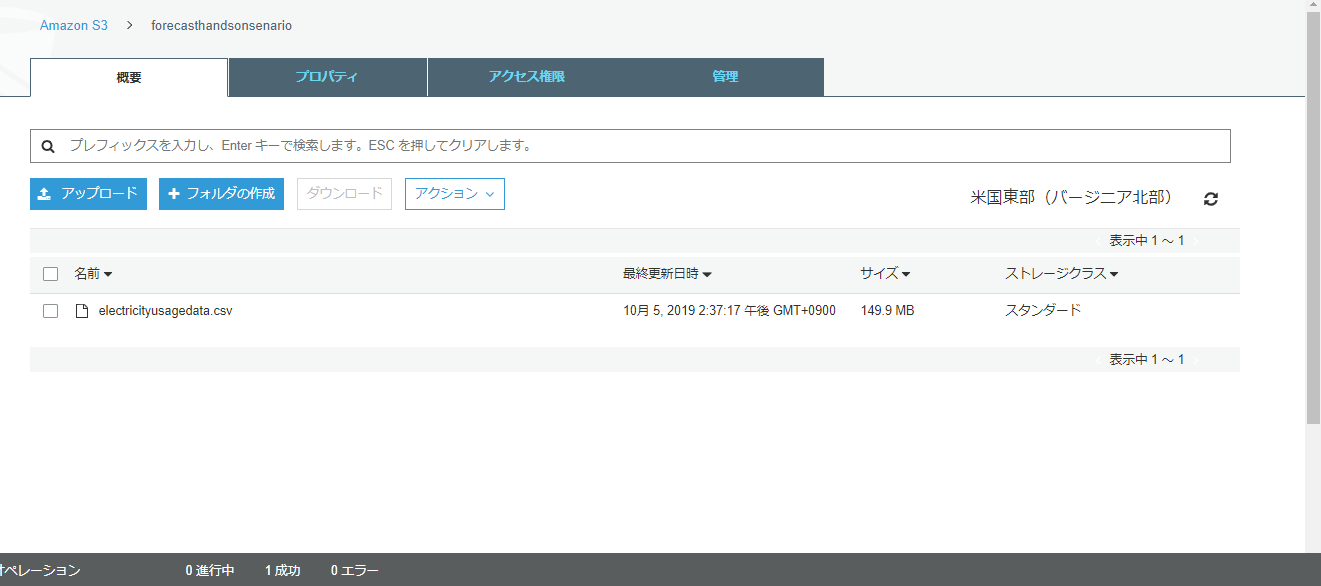 Amazon S3 > forecasthandsonsenario
概要 プロパティ アクセス権限 管理
プレフィックスを入力し、Enter キーで検索します。ESC を押してクリアします。
アップロード + フォルダの作成 ダウンロード アクション 米国東部（バージニア北部）
表示中 1 ～ 1
名前 最終更新日時 サイズ ストレージクラス
electricityusagedata.csv 10月 5, 2019 2:37:17 午後 GMT+0900 149.9 MB スタンダード
表示中 1 ～ 1
オペレーション 0 進行中 1 成功 0 エラー